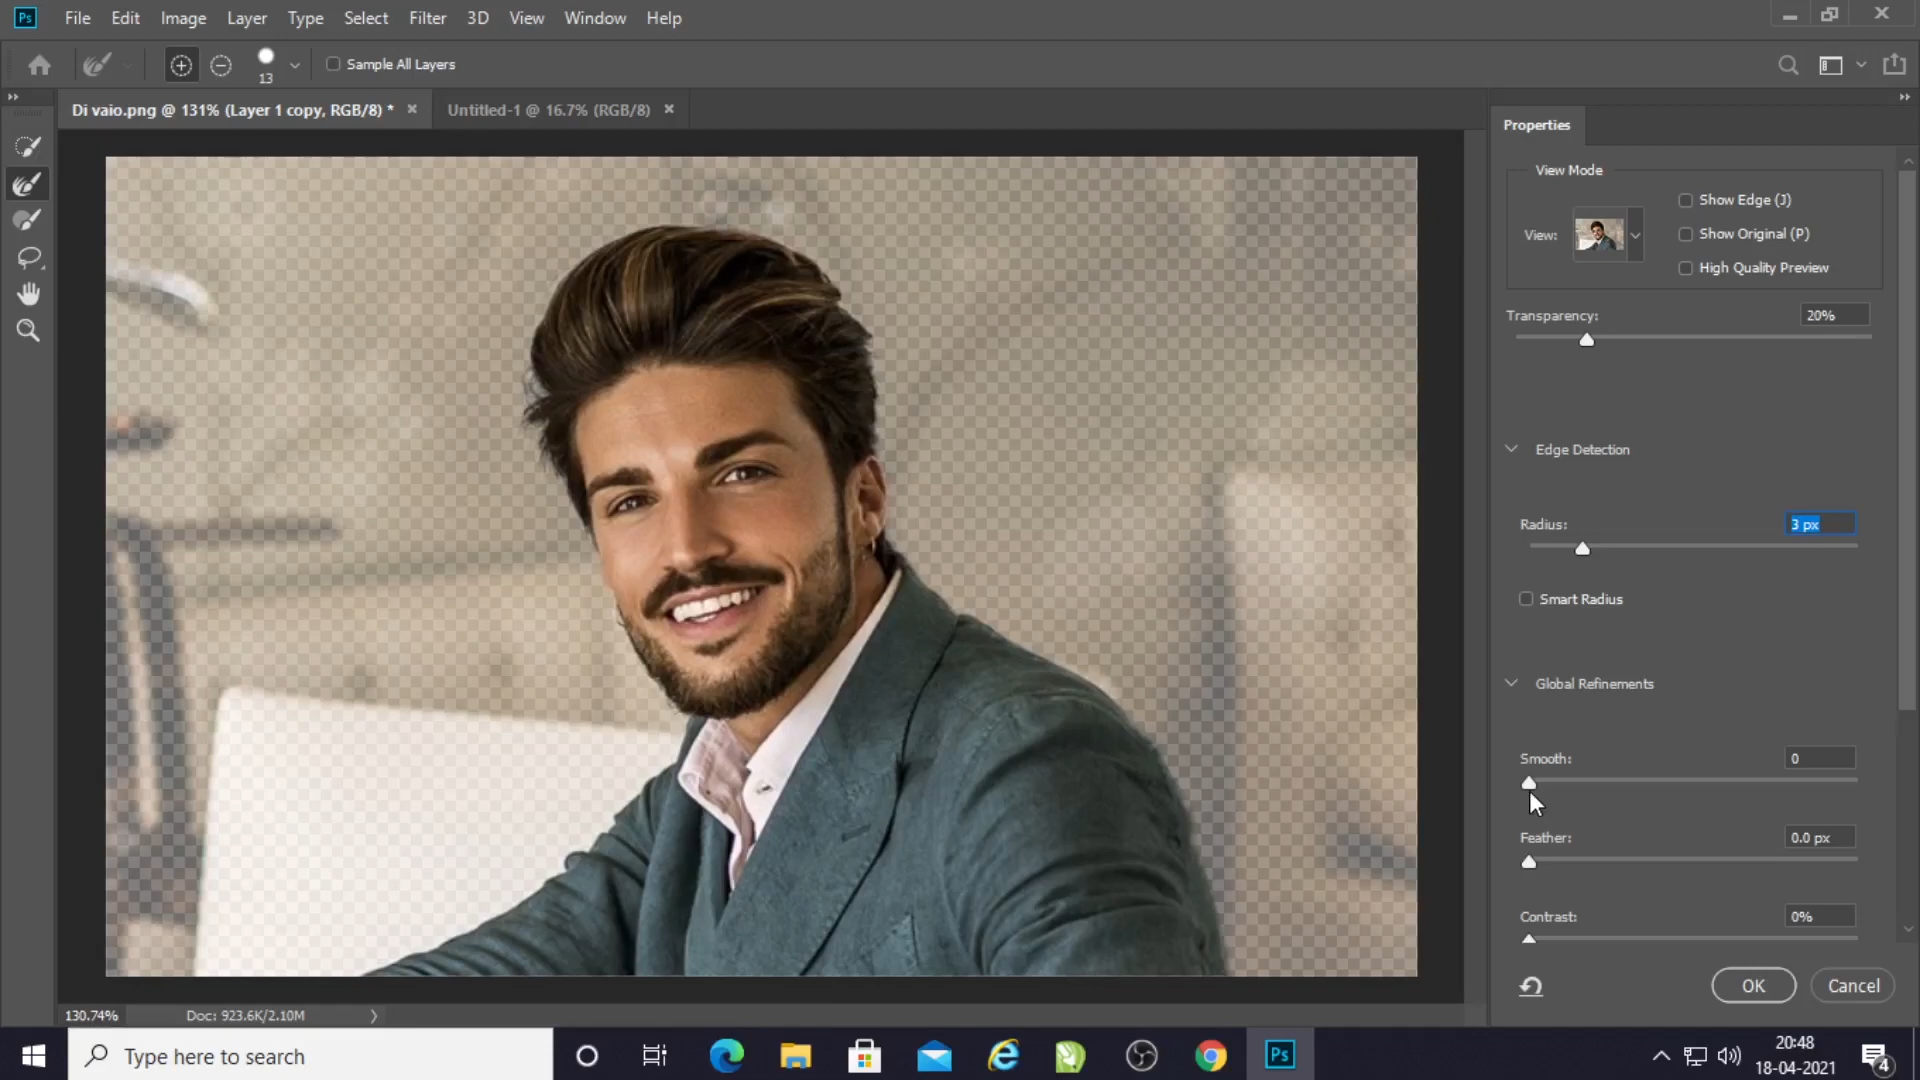 Ps File Edit Image Layer Type Select Filter 3D View Window Help
13 Sample All Layers
Di vaio.png @ 131% (Layer 1 copy, RGB/8) * × Untitled-1 @ 16.7% (RGB/8) ×
Properties
View Mode
View:
Show Edge (J)
Show Original (P)
High Quality Preview
Transparency: 20%
Edge Detection
Radius: 3 px
Smart Radius
Global Refinements
Smooth: 0
Feather: 0.0 px
Contrast: 0%
OK Cancel
130.74% Doc: 923.6K/2.10M
Type here to search
Ps
20:48
18-04-2021
4